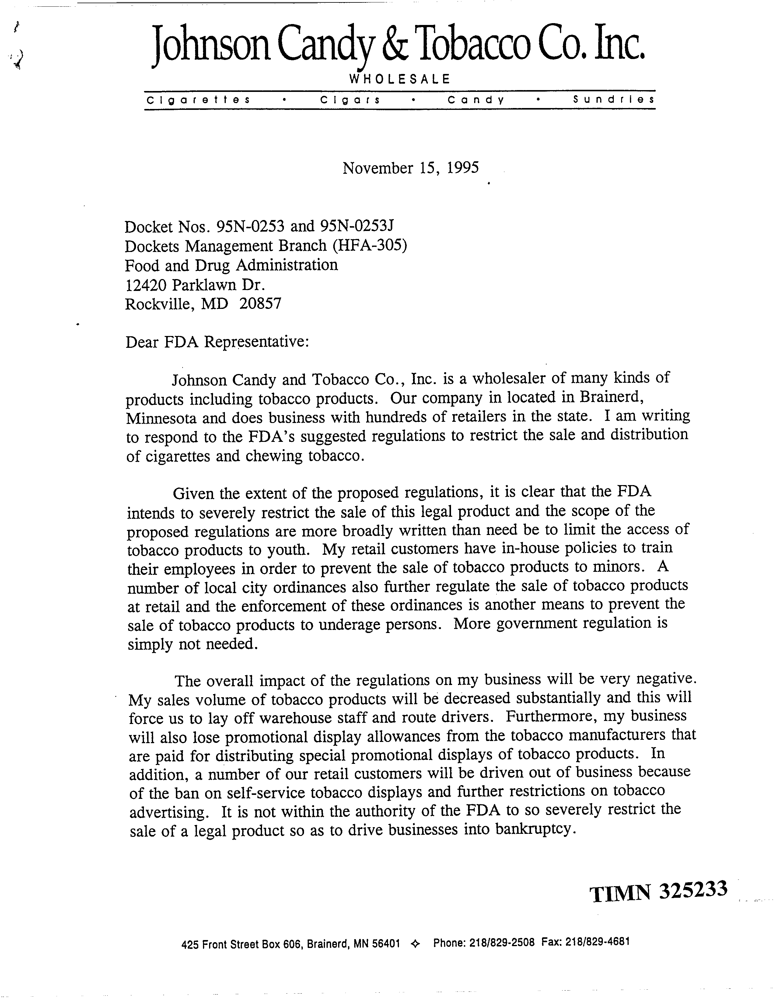 Johnson Candy & Tobacco Co. Inc.
WHOLESALE
Cigarettes • Cigars • Candy • Sundries
November 15, 1995
Docket Nos. 95N-0253 and 95N-0253J
Dockets Management Branch (HFA-305)
Food and Drug Administration
12420 Parklawn Dr.
Rockville, MD 20857
Dear FDA Representative:
Johnson Candy and Tobacco Co., Inc. is a wholesaler of many kinds of
products including tobacco products. Our company in located in Brainerd,
Minnesota and does business with hundreds of retailers in the state. I am writing
to respond to the FDA's suggested regulations to restrict the sale and distribution
of cigarettes and chewing tobacco.
Given the extent of the proposed regulations, it is clear that the FDA
intends to severely restrict the sale of this legal product and the scope of the
proposed regulations are more broadly written than need be to limit the access of
tobacco products to youth. My retail customers have in-house policies to train
their employees in order to prevent the sale of tobacco products to minors. A
number of local city ordinances also further regulate the sale of tobacco products
at retail and the enforcement of these ordinances is another means to prevent the
sale of tobacco products to underage persons. More government regulation is
simply not needed.
The overall impact of the regulations on my business will be very negative.
My sales volume of tobacco products will be decreased substantially and this will
force us to lay off warehouse staff and route drivers. Furthermore, my business
will also lose promotional display allowances from the tobacco manufacturers that
are paid for distributing special promotional displays of tobacco products. In
addition, a number of our retail customers will be driven out of business because
of the ban on self-service tobacco displays and further restrictions on tobacco
advertising. It is not within the authority of the FDA to so severely restrict the
sale of a legal product so as to drive businesses into bankruptcy.
TIMN 325233
425 Front Street Box 606, Brainerd, MN 56401 ✧ Phone: 218/829-2508 Fax: 218/829-4681